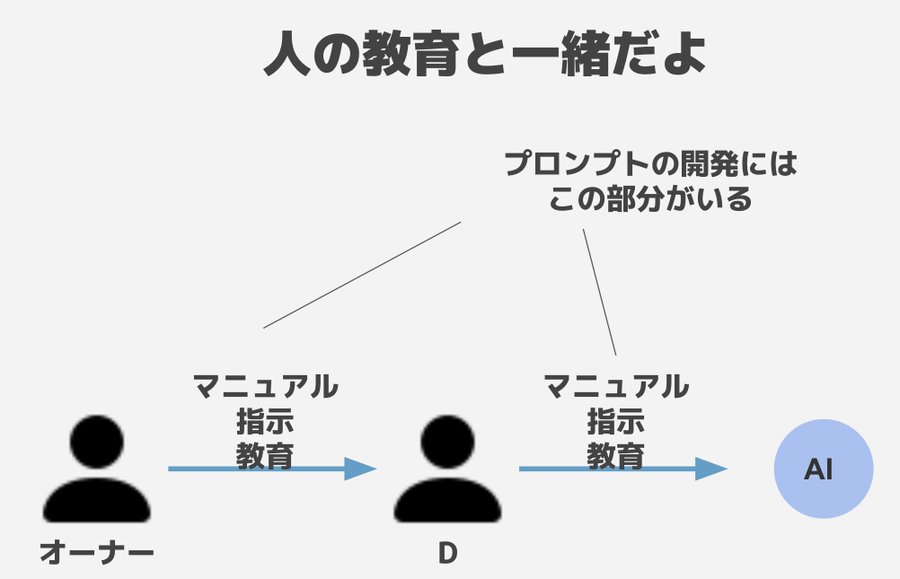 人の教育と一緒だよ
プロンプトの開発には
この部分がいる
マニュアル
指示
教育
マニュアル
指示
教育
AI
オーナー
D